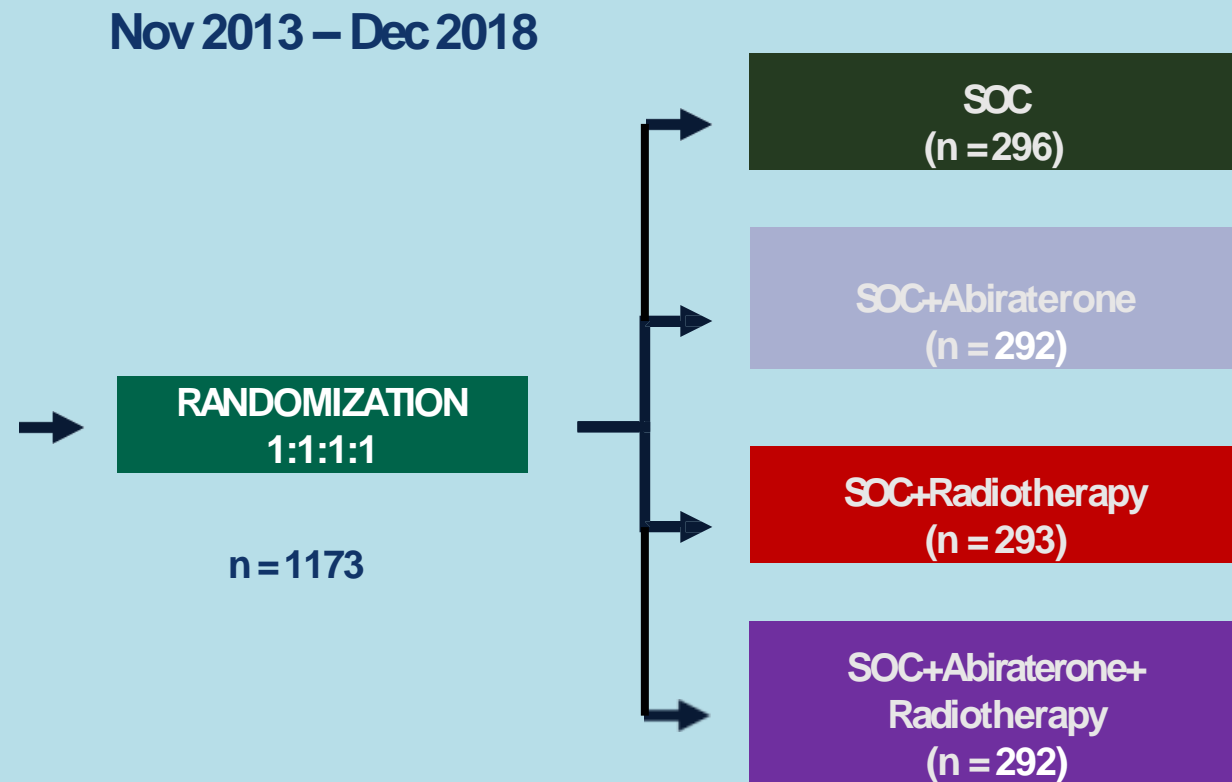 Nov 2013 – Dec 2018
SOC
(n = 296)
SOC+Abiraterone
(n = 292)
RANDOMIZATION
1:1:1:1
n = 1173
SOC+Radiotherapy
(n = 293)
SOC+Abiraterone+
Radiotherapy
(n = 292)